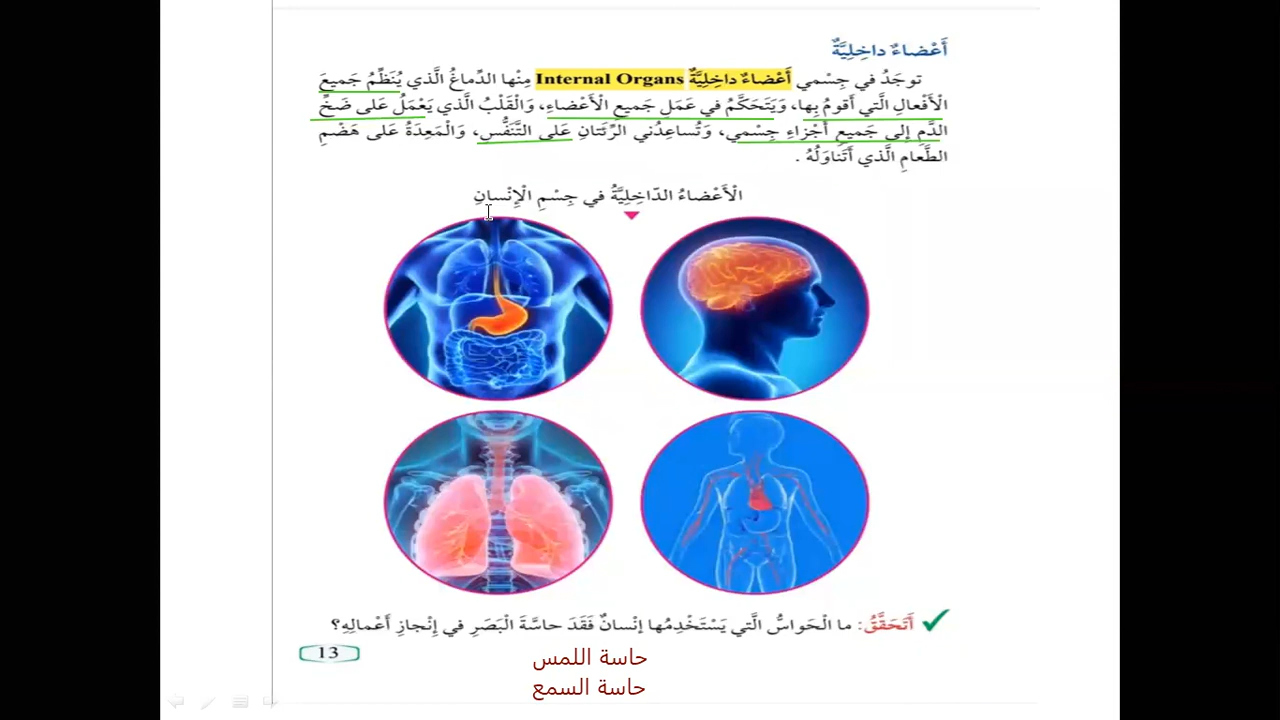 أَعْضاءٌ داخِلِيَّةٌ
توجَدُ في جِسْمي أَعْضاءٌ داخِلِيَّةٌ Internal Organs مِنْها الدِّماغُ الَّذي يُنَظِّمُ جَميعَ
الْأَفْعالِ الَّتي أَقومُ بِها، وَيَتَحَكَّمُ في عَمَلِ جَميعِ الْأَعْضاءِ، وَالْقَلْبُ الَّذي يَعْمَلُ عَلى ضَخِّ
الدَّمِ إِلى جَميعِ أَجْزاءِ جِسْمي، وَتُساعِدُني الرِّئَتانِ عَلى التَّنَفُّسِ، وَالْمَعِدَةُ عَلى هَضْمِ
الطَّعامِ الَّذي أَتَناوَلُهُ .
الْأَعْضاءُ الدّاخِلِيَّةُ في جِسْمِ الْإِنْسانِ
أَتَحَقَّقُ: ما الْحَواسُّ الَّتي يَسْتَخْدِمُها إِنْسانٌ فَقَدَ حاسَّةَ الْبَصَرِ في إِنْجازِ أَعْمالِهِ؟
13
حاسة اللمس
حاسة السمع